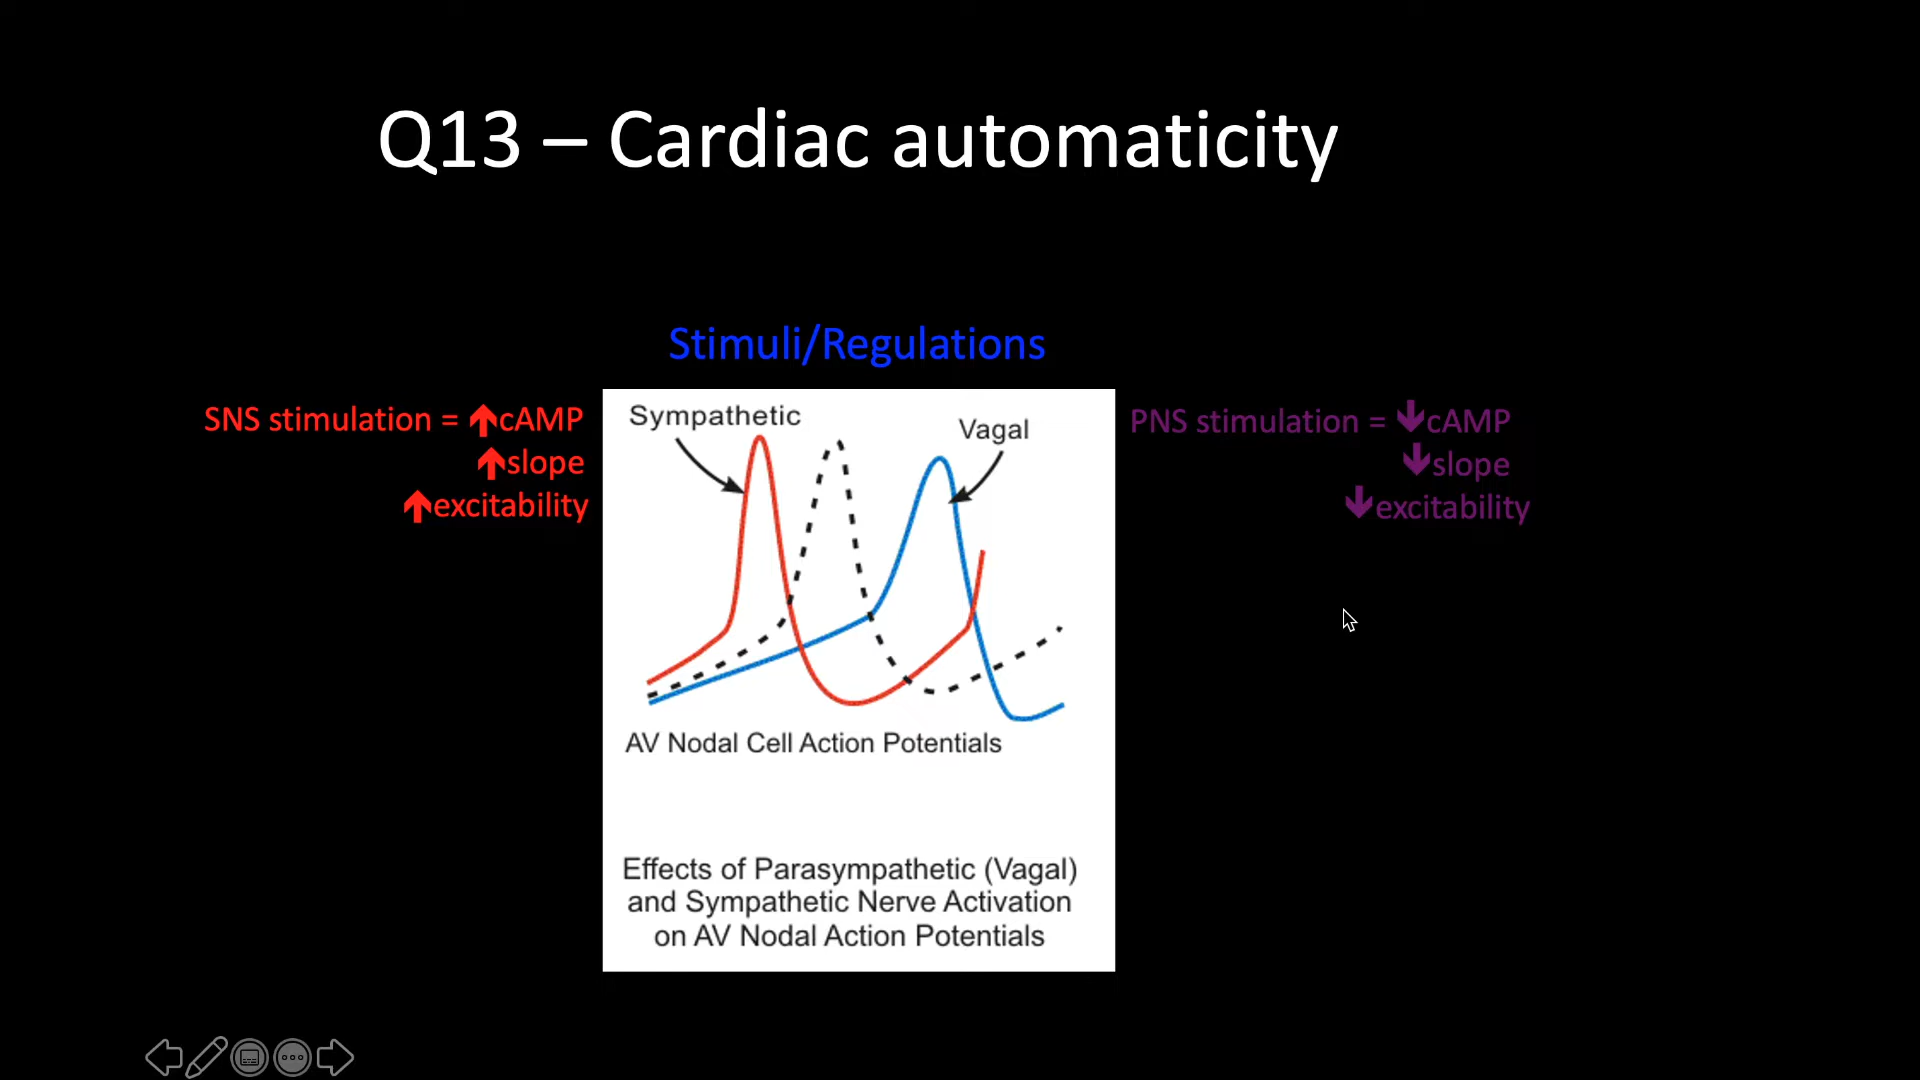 Q13 – Cardiac automaticity
Stimuli/Regulations
SNS stimulation = ⬆cAMP
⬆slope
⬆excitability
Sympathetic
Vagal
AV Nodal Cell Action Potentials
Effects of Parasympathetic (Vagal)
and Sympathetic Nerve Activation
on AV Nodal Action Potentials
PNS stimulation = ⬇cAMP
⬇slope
⬇excitability